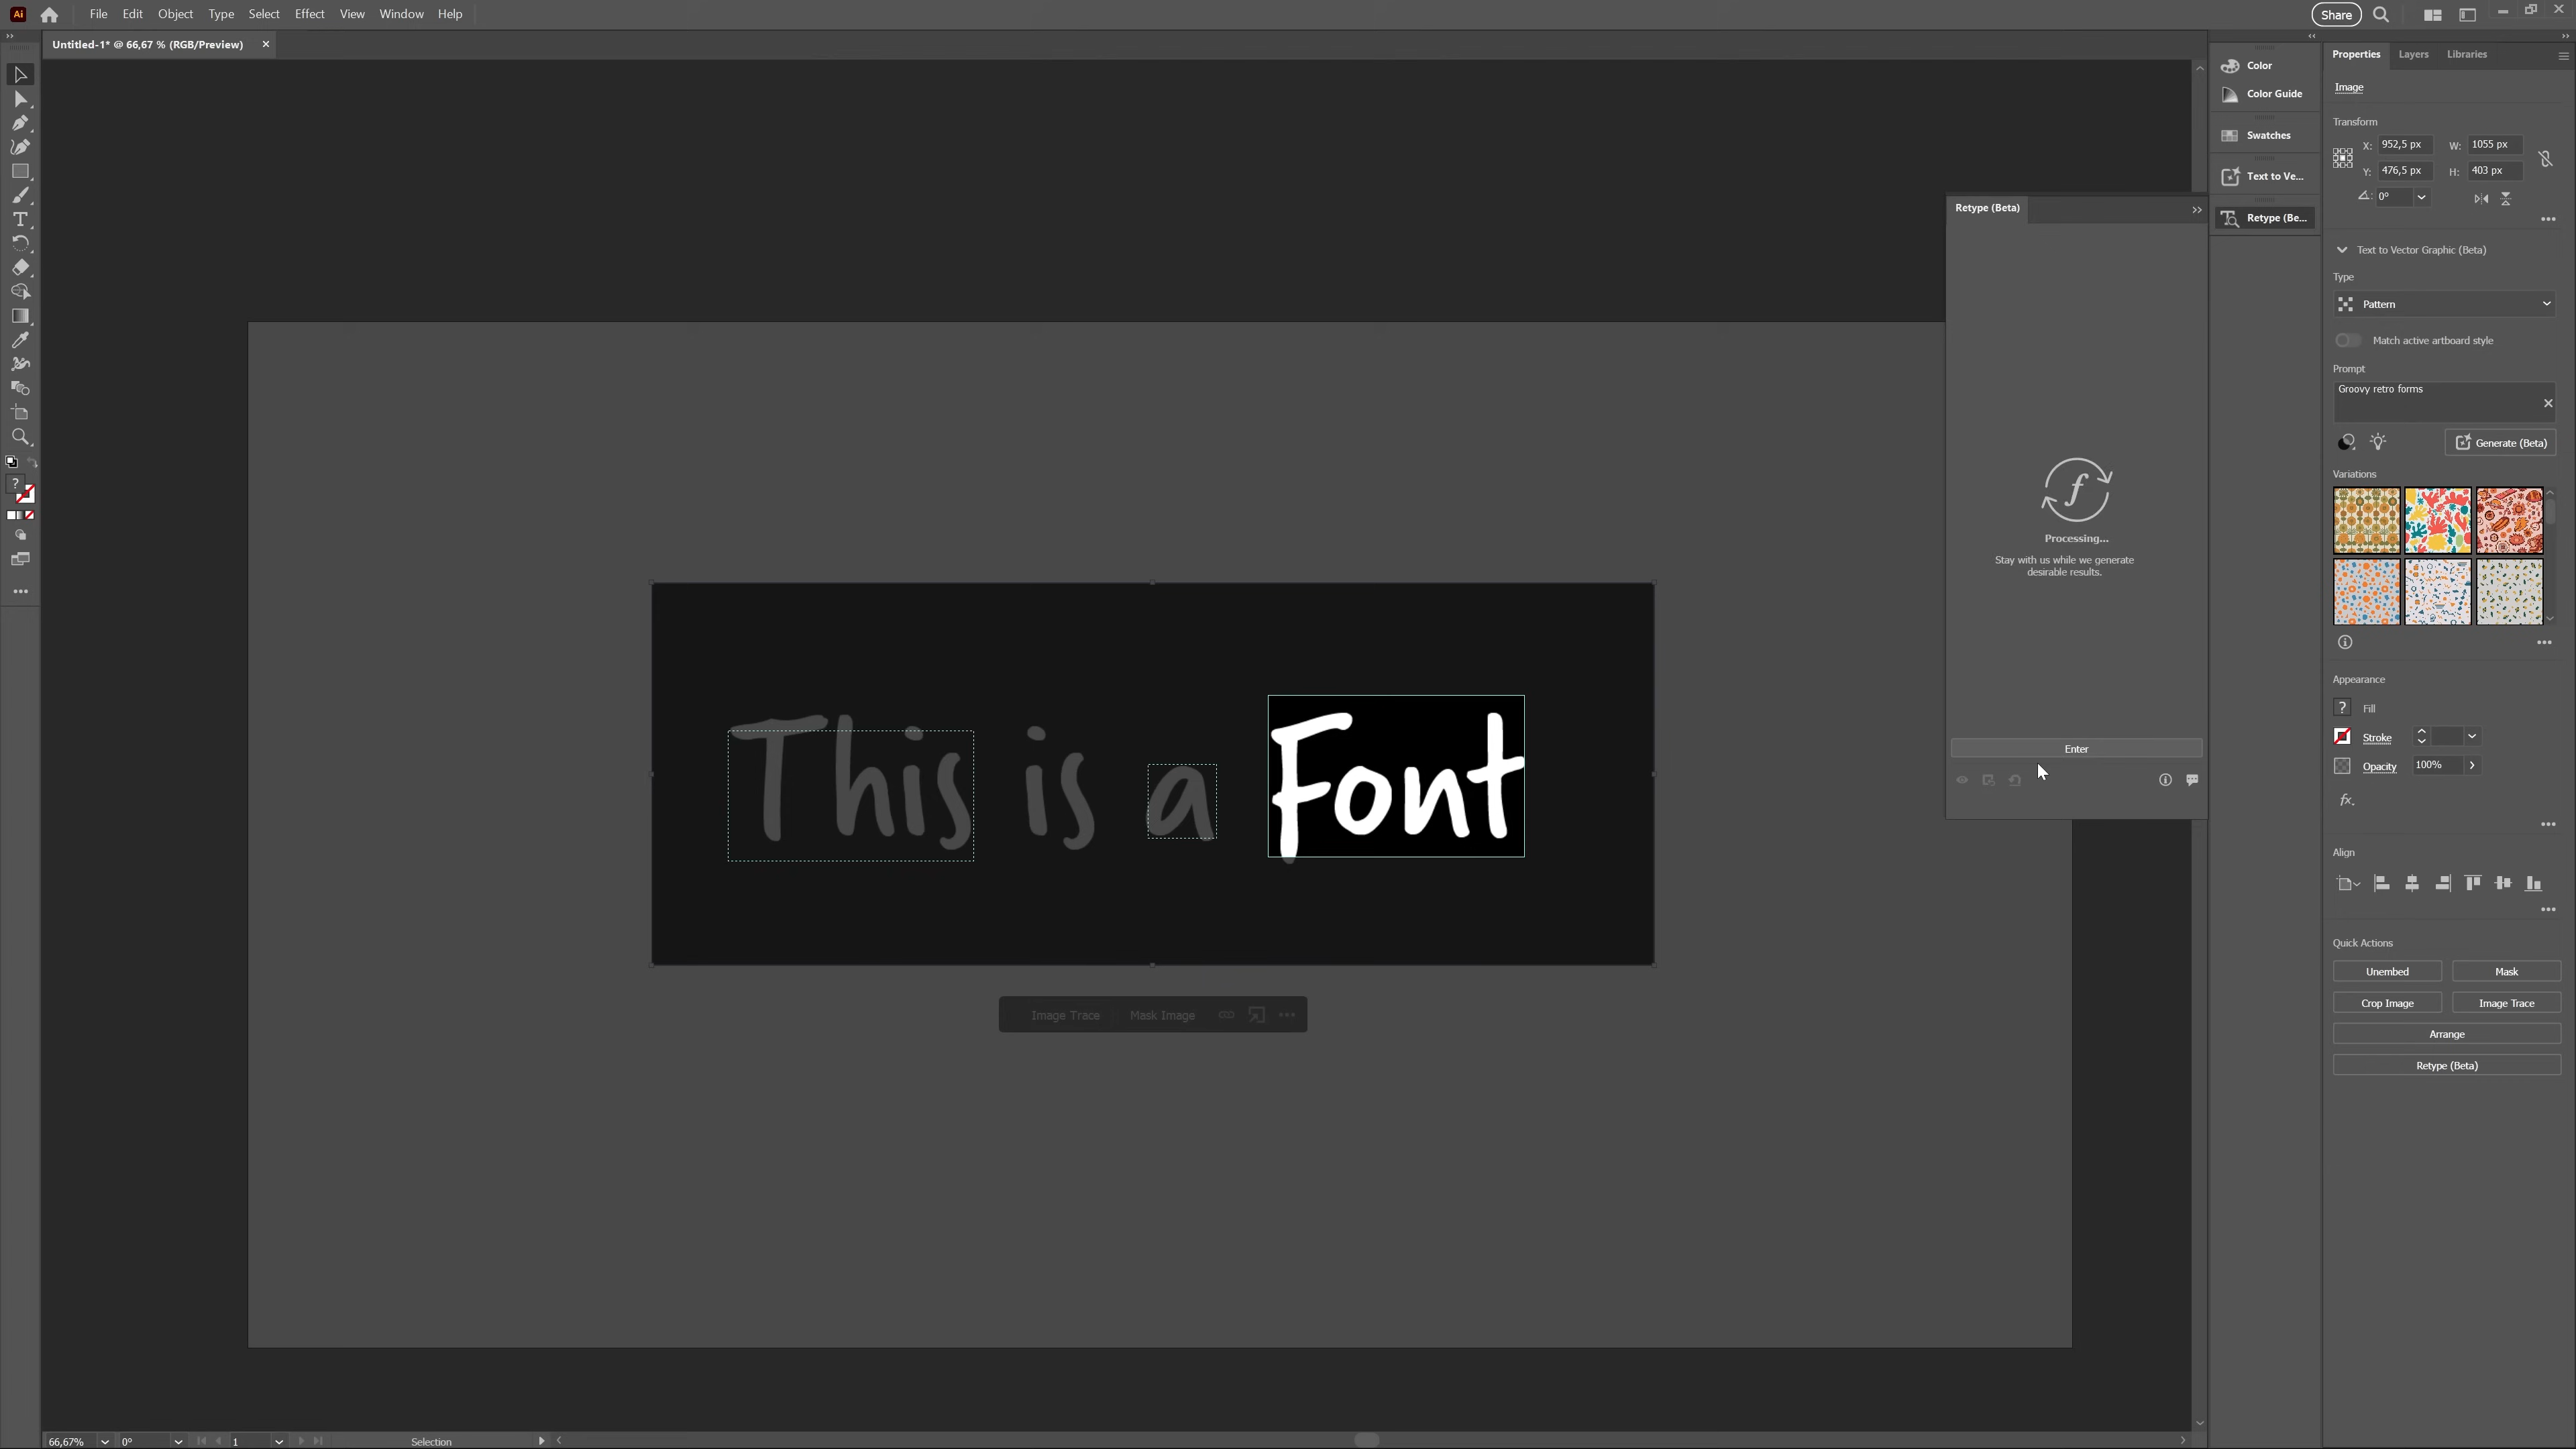 Ai File Edit Object Type Select Effect View Window Help Share
Untitled-1* @ 66,67 % (RGB/Preview)
This is a Font
Image Trace Mask Image
66,67% 0° 1 Selection
Retype (Beta)
Processing...
Stay with us while we generate
desirable results.
Enter
Color
Color Guide
Swatches
Text to Ve...
Retype (Be...
Properties Layers Libraries
Image
Transform
X: 952,5 px W: 1055 px
Y: 476,5 px H: 403 px
0°
Text to Vector Graphic (Beta)
Type
Pattern
Match active artboard style
Prompt
Groovy retro forms
Generate (Beta)
Variations
Appearance
? Fill
Stroke
Opacity 100%
fx.
Align
Quick Actions
Unembed Mask
Crop Image Image Trace
Arrange
Retype (Beta)